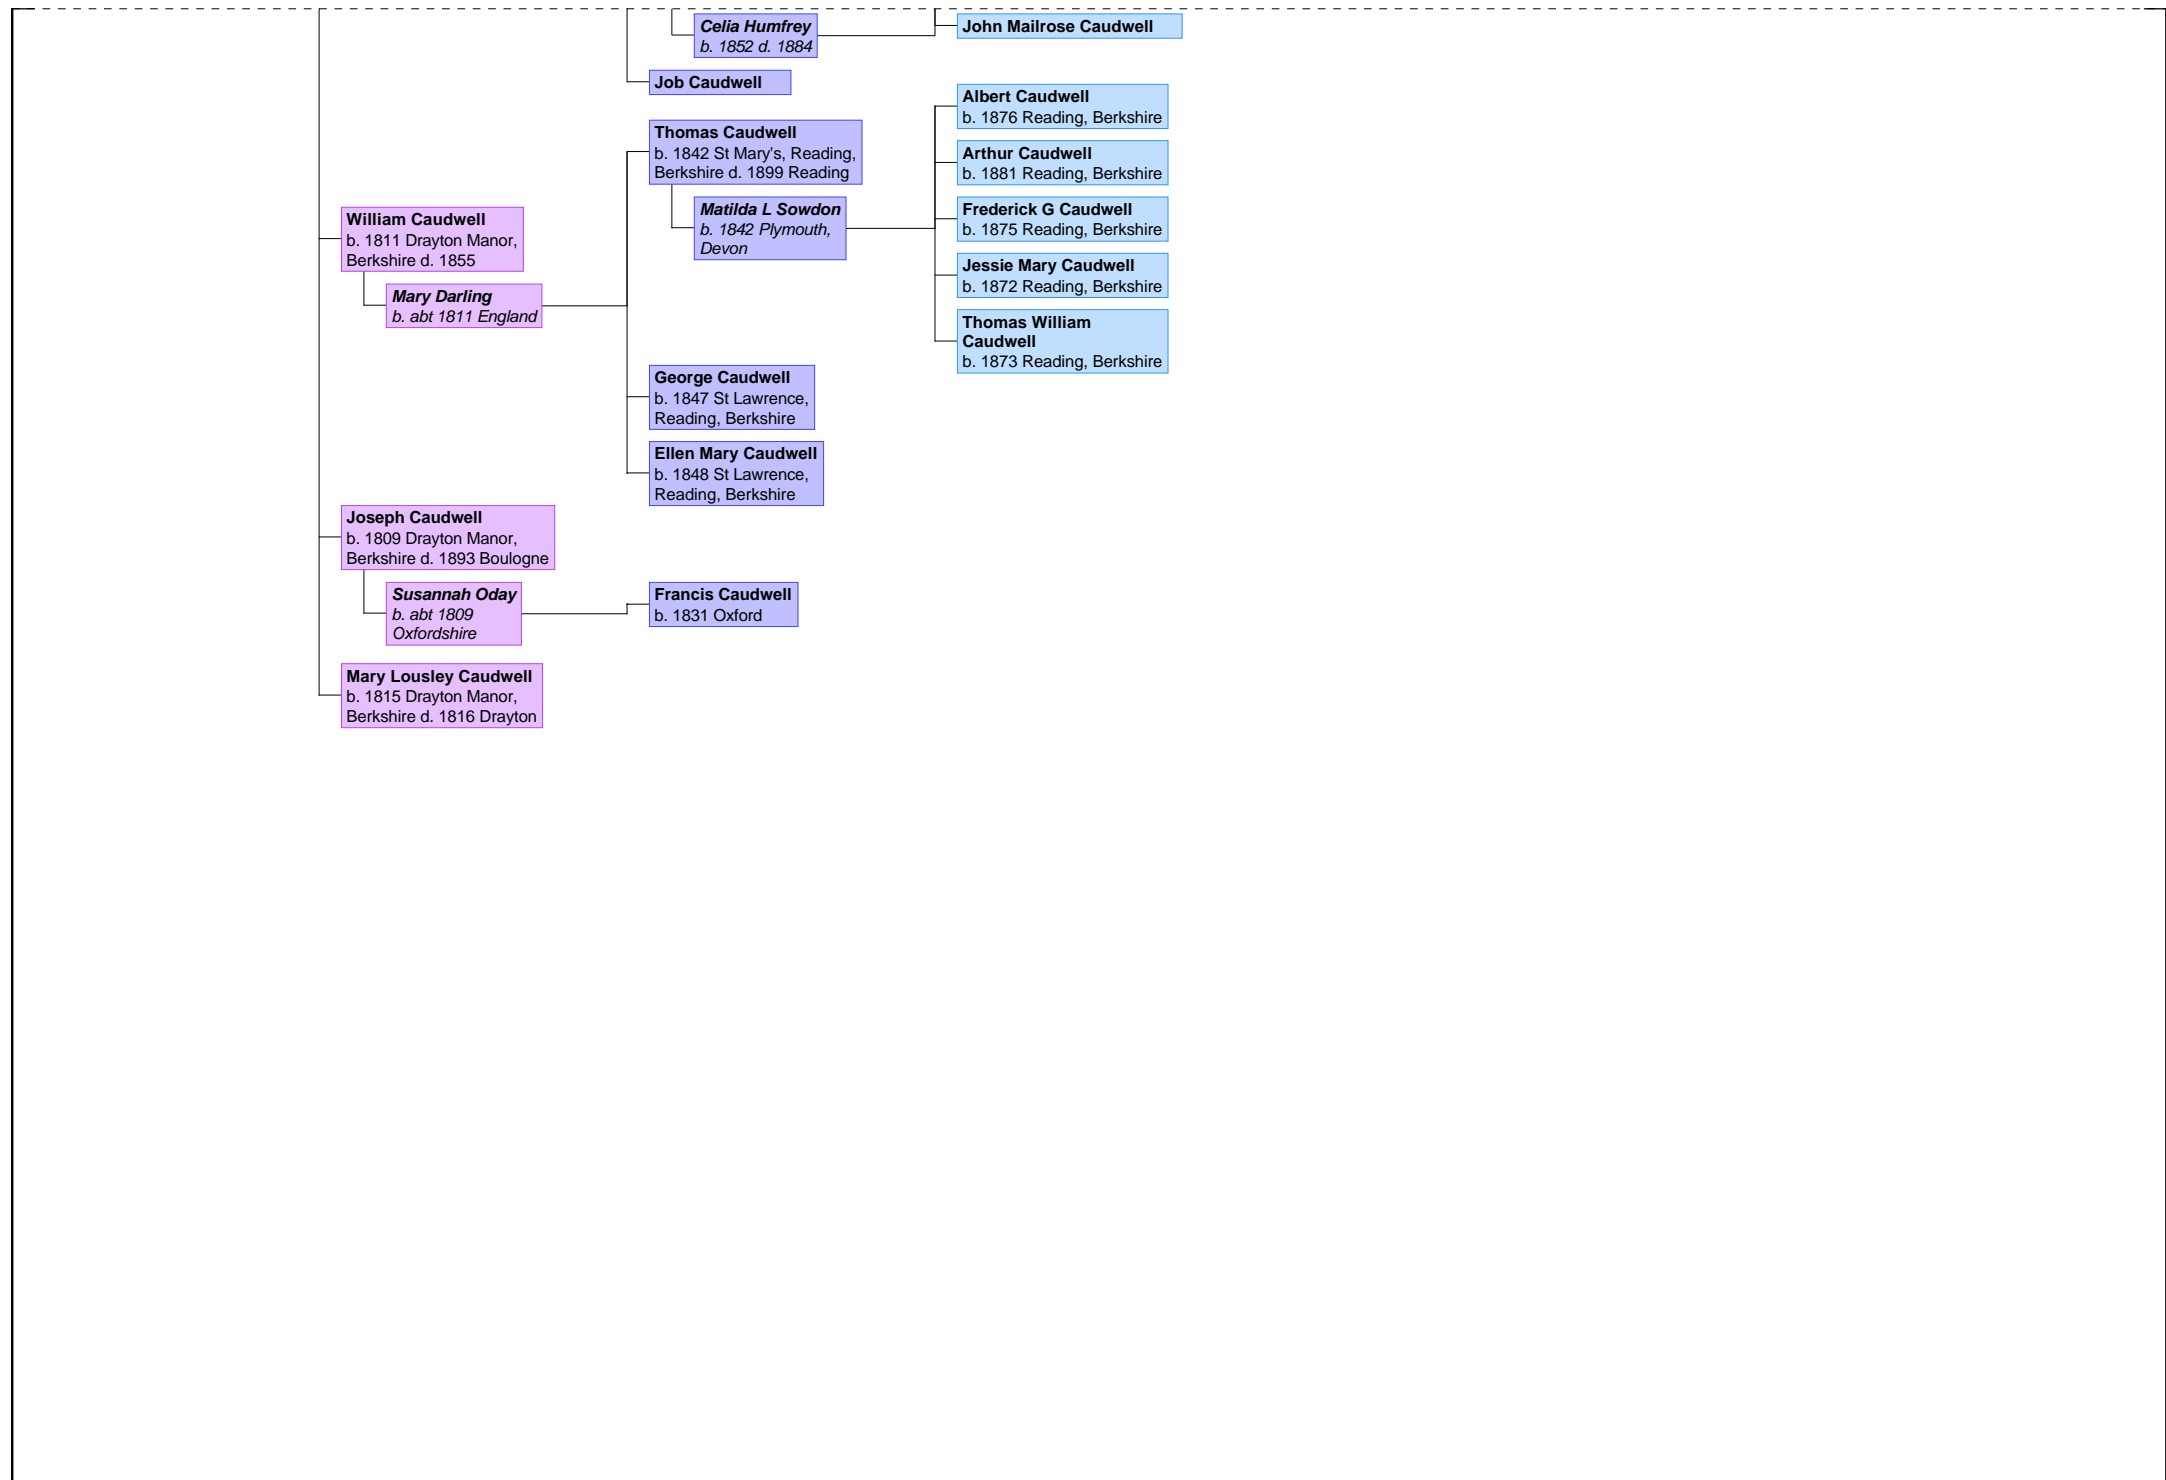 Celia Humfrey
b. 1852 d. 1884
John Mailrose Caudwell
Job Caudwell
Albert Caudwell
b. 1876 Reading, Berkshire
Thomas Caudwell
b. 1842 St Mary's, Reading,
Berkshire d. 1899 Reading
Arthur Caudwell
b. 1881 Reading, Berkshire
Matilda L Sowdon
b. 1842 Plymouth,
Devon
Frederick G Caudwell
b. 1875 Reading, Berkshire
William Caudwell
b. 1811 Drayton Manor,
Berkshire d. 1855
Jessie Mary Caudwell
b. 1872 Reading, Berkshire
Mary Darling
b. abt 1811 England
Thomas William
Caudwell
b. 1873 Reading, Berkshire
George Caudwell
b. 1847 St Lawrence,
Reading, Berkshire
Ellen Mary Caudwell
b. 1848 St Lawrence,
Reading, Berkshire
Joseph Caudwell
b. 1809 Drayton Manor,
Berkshire d. 1893 Boulogne
Susannah Oday
b. abt 1809
Oxfordshire
Francis Caudwell
b. 1831 Oxford
Mary Lousley Caudwell
b. 1815 Drayton Manor,
Berkshire d. 1816 Drayton